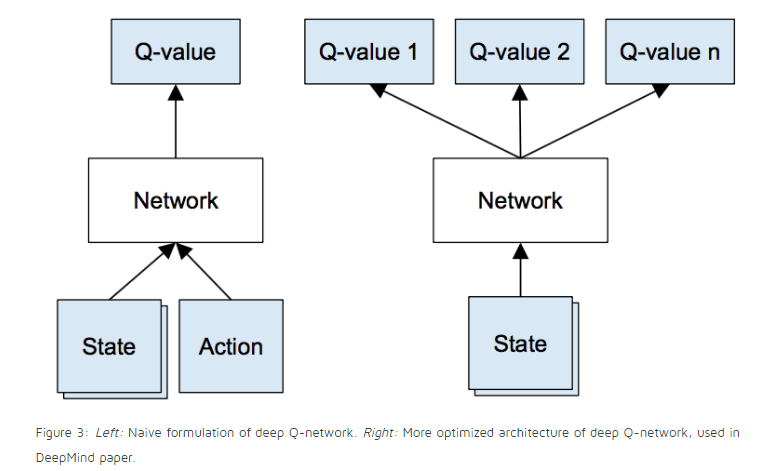 Q-value
Q-value 1
Q-value 2
Q-value n
Network
Network
State
Action
State
Figure 3: Left: Naive formulation of deep Q-network. Right: More optimized architecture of deep Q-network, used in
DeepMind paper.